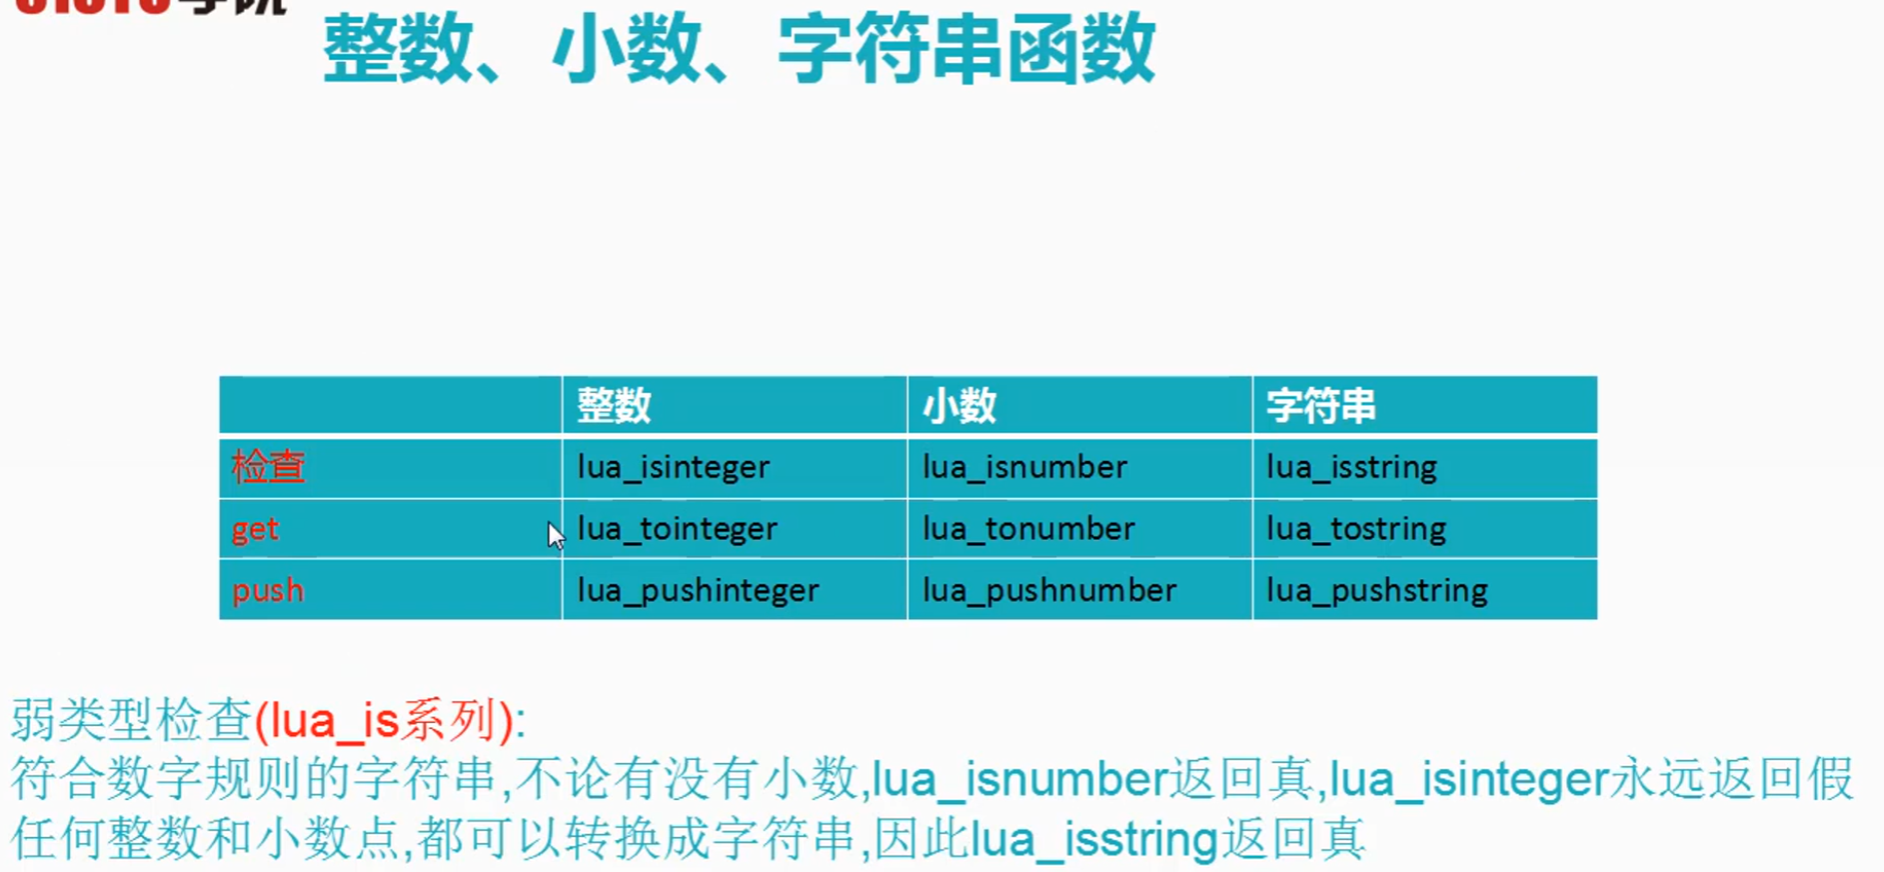 整数、小数、字符串函数
整数 小数 字符串
检查 lua_isinteger lua_isnumber lua_isstring
get lua_tointeger lua_tonumber lua_tostring
push lua_pushinteger lua_pushnumber lua_pushstring
弱类型检查(lua_is系列):
符合数字规则的字符串,不论有没有小数,lua_isnumber返回真,lua_isinteger永远返回假
任何整数和小数点,都可以转换成字符串,因此lua_isstring返回真